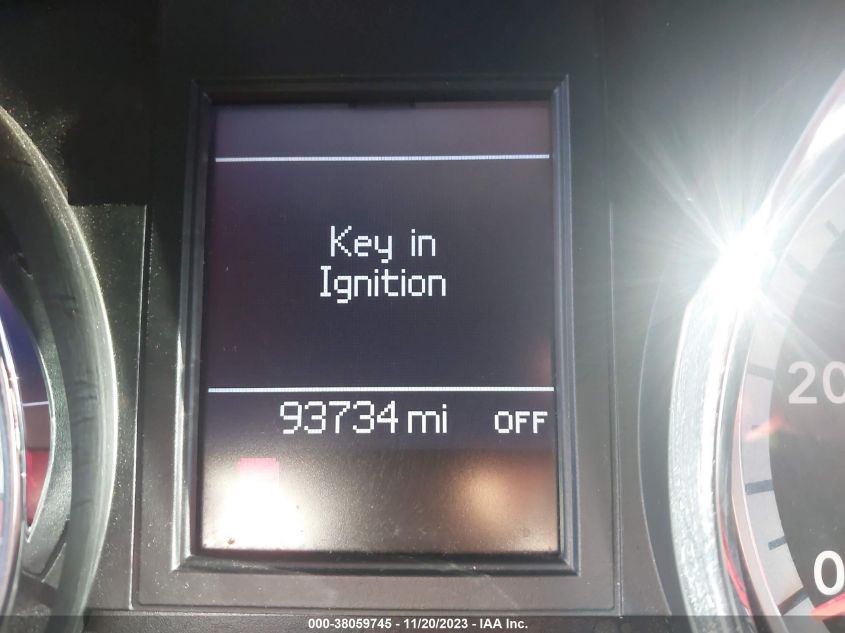 Key in
Ignition
93734 mi OFF
20
0
000-38059745 - 11/20/2023 - IAA Inc.